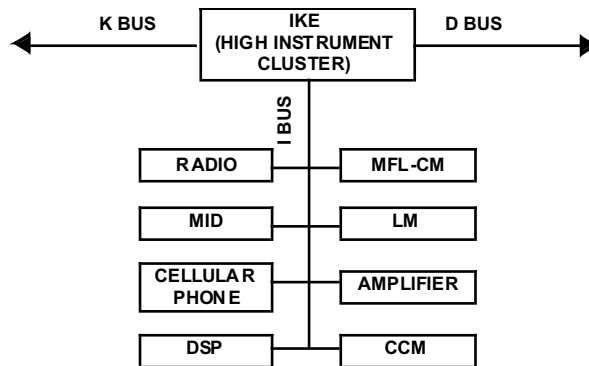 K BUS
IKE
(HIGH INSTRUMENT
CLUSTER)
D BUS
I BUS
RADIO
MFL-CM
MID
LM
CELLULAR
PHONE
AMPLIFIER
DSP
CCM